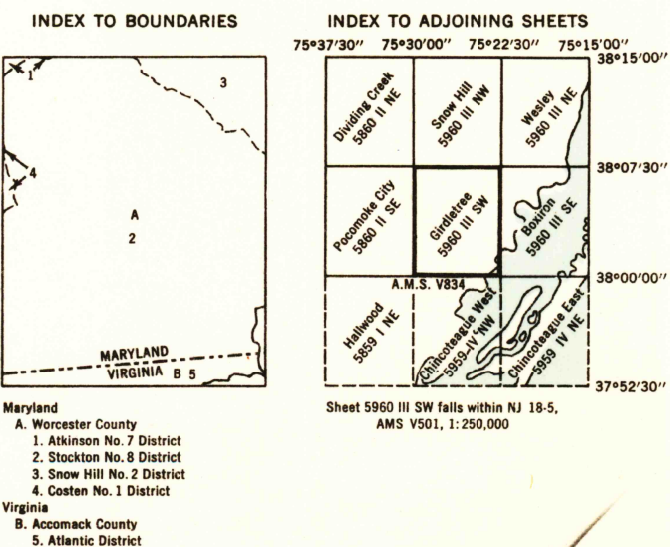 INDEX TO BOUNDARIES
1
3
4
A
2
MARYLAND
VIRGINIA B 5
Maryland
A. Worcester County
1. Atkinson No. 7 District
2. Stockton No. 8 District
3. Snow Hill No. 2 District
4. Costen No. 1 District
Virginia
B. Accomack County
5. Atlantic District
INDEX TO ADJOINING SHEETS
75°37'30" 75°30'00" 75°22'30" 75°15'00"
38°15'00"
Dividing Creek
5860 II NE
Snow Hill
5960 III NW
Wesley
5960 III NE
38°07'30"
Pocomoke City
5860 II SE
Girdletree
5960 III SW
Boxiron
5960 III SE
38°00'00"
A.M.S. V834
Hallwood
5859 I NE
Chincoteague West
5959-IV NW
Chincoteague East
5959 IV NE
37°52'30"
Sheet 5960 III SW falls within NJ 18-5,
AMS V501, 1:250,000